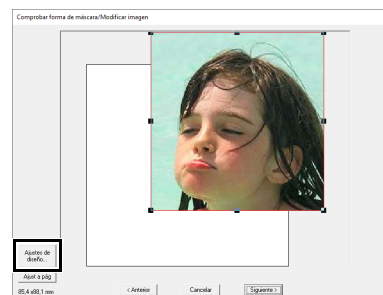 Comprobar forma de máscara/Modificar imagen
Ajustes de
diseño...
Ajust a pág
85,4 x88,1 mm
< Anterior
Cancelar
Siguiente >